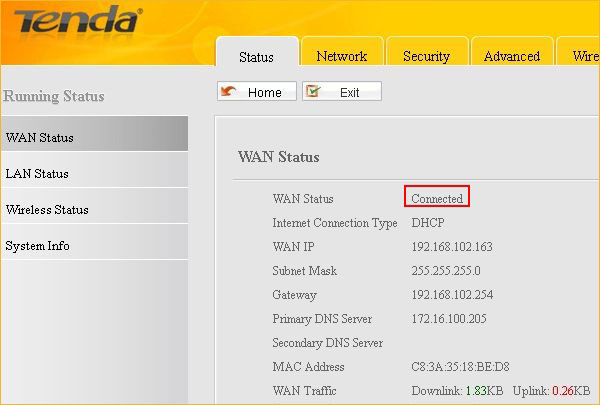 Tenda
Status Network Security Advanced Wire
Running Status
Home Exit
WAN Status
LAN Status
Wireless Status
System Info
WAN Status
WAN Status Connected
Internet Connection Type DHCP
WAN IP 192.168.102.163
Subnet Mask 255.255.255.0
Gateway 192.168.102.254
Primary DNS Server 172.16.100.205
Secondary DNS Server
MAC Address C8:3A:35:18:BE:D8
WAN Traffic Downlink: 1.83KB Uplink: 0.26KB